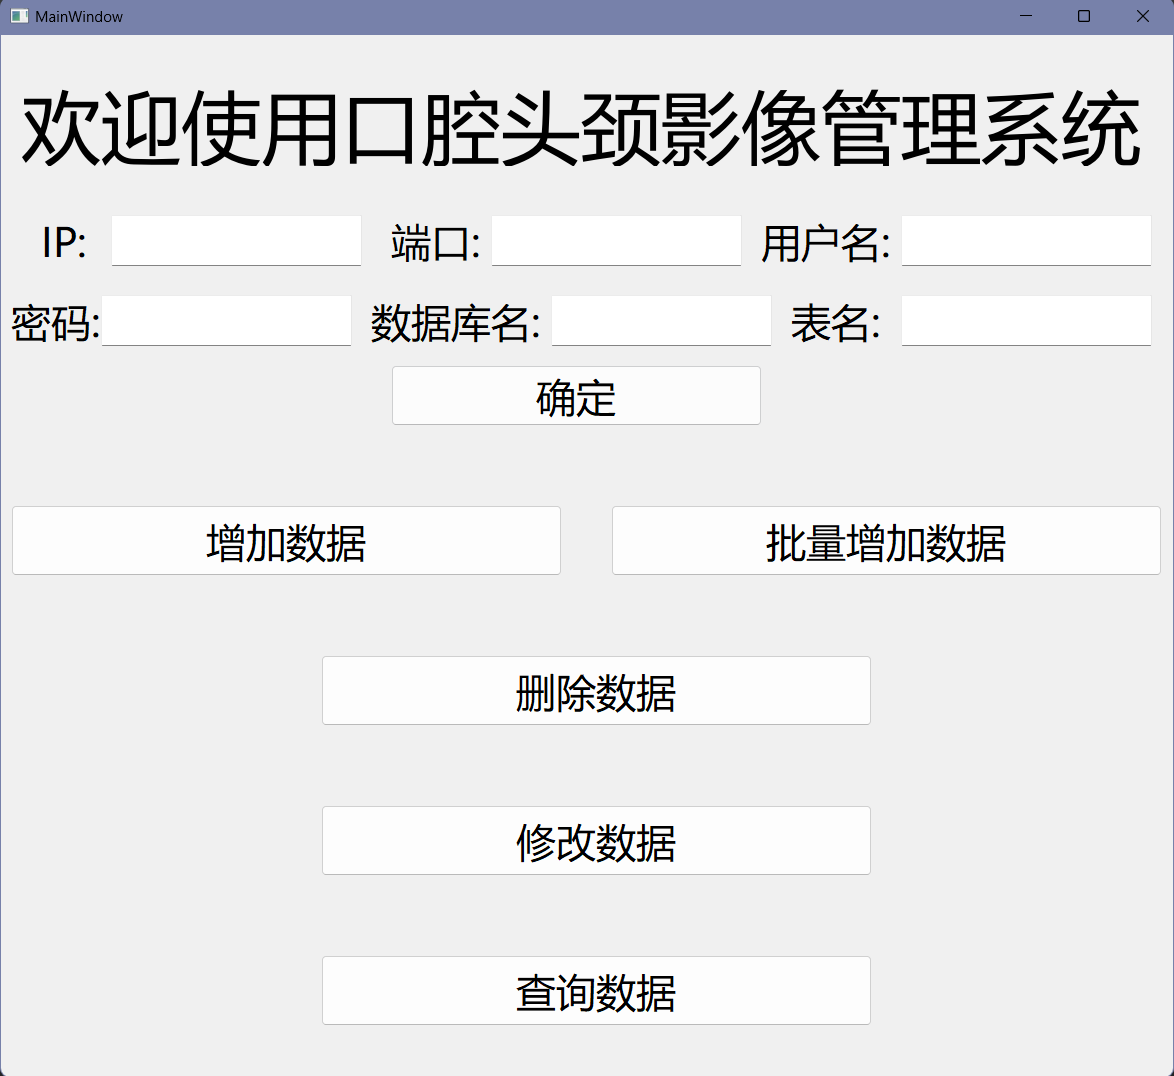 MainWindow
欢迎使用口腔头颈影像管理系统
IP: 端口: 用户名:
密码: 数据库名: 表名:
确定
增加数据 批量增加数据
删除数据
修改数据
查询数据